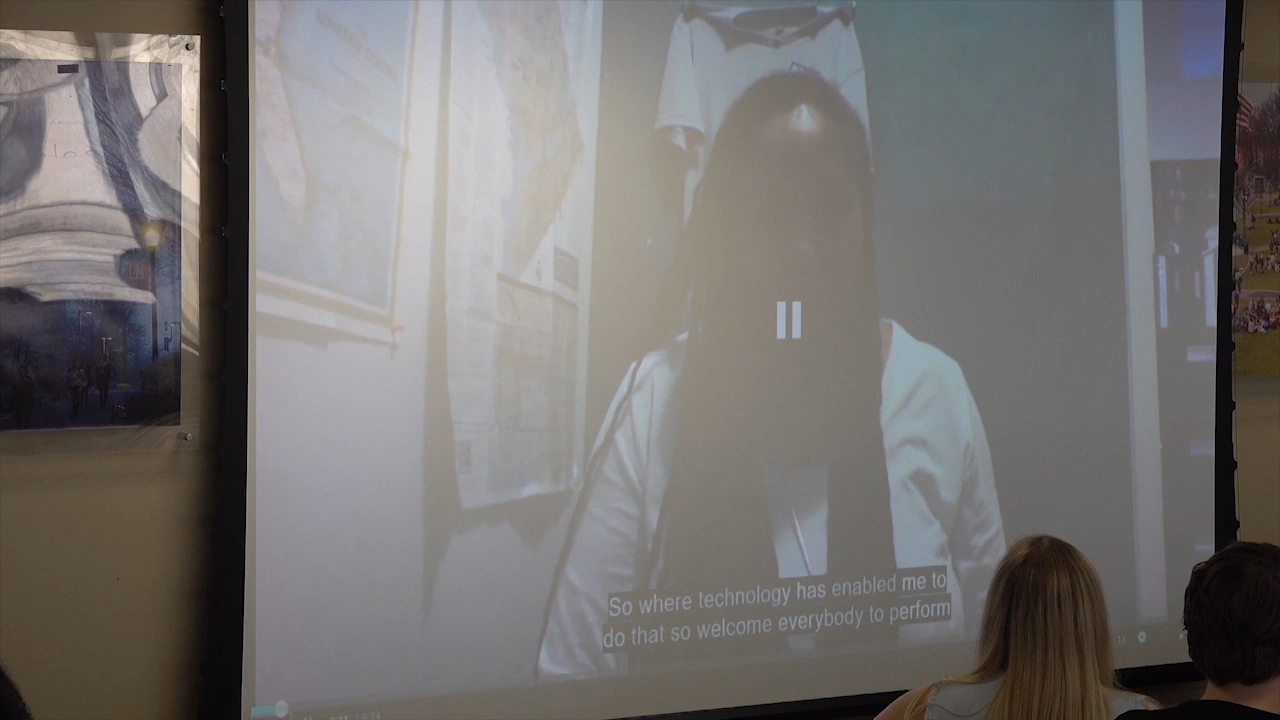 So where technology has enabled me to
do that so welcome everybody to perform